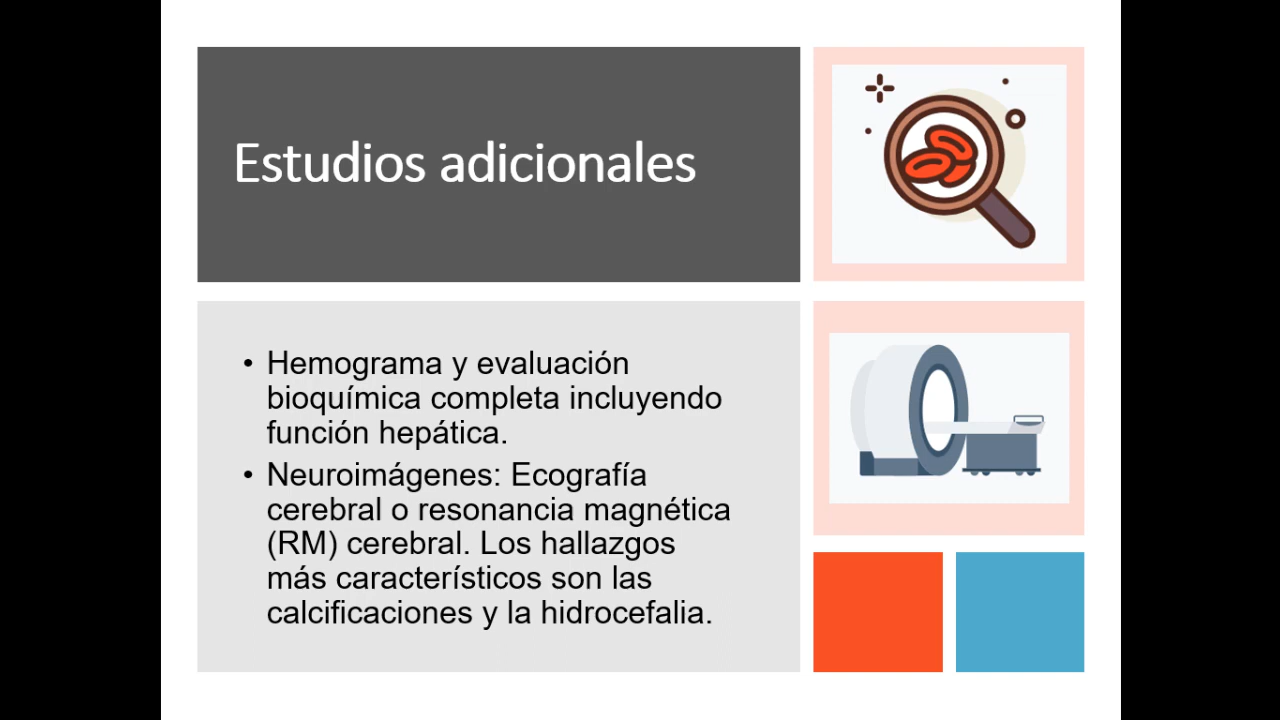 Estudios adicionales
• Hemograma y evaluación
bioquímica completa incluyendo
función hepática.
• Neuroimágenes: Ecografía
cerebral o resonancia magnética
(RM) cerebral. Los hallazgos
más característicos son las
calcificaciones y la hidrocefalia.